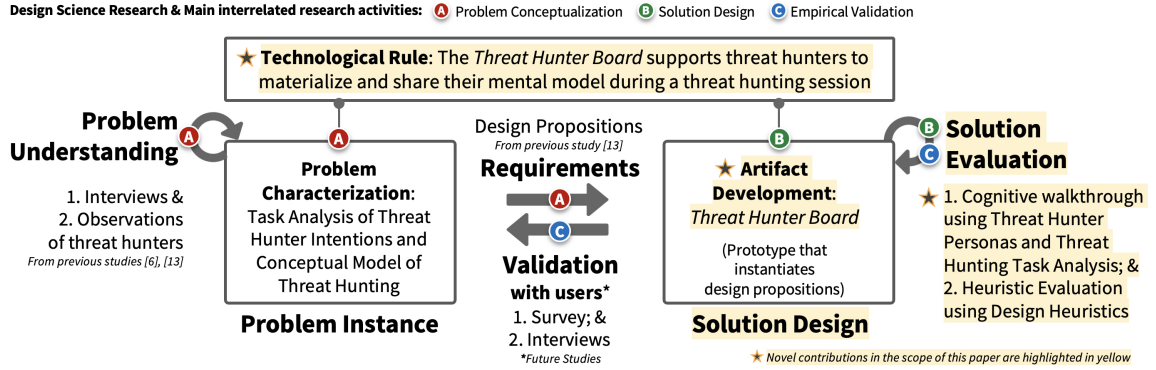 Design Science Research & Main interrelated research activities: A Problem Conceptualization B Solution Design C Empirical Validation
Technological Rule: The Threat Hunter Board supports threat hunters to
materialize and share their mental model during a threat hunting session
Problem
Understanding
A
1. Interviews &
2. Observations
of threat hunters
From previous studies [6], [13]
A
Problem
Characterization:
Task Analysis of Threat
Hunter Intentions and
Conceptual Model of
Threat Hunting
Problem Instance
Design Propositions
From previous study [13]
Requirements
A
C
Validation
with users*
1. Survey; &
2. Interviews
*Future Studies
B
Artifact
Development:
Threat Hunter Board
(Prototype that
instantiates
design propositions)
Solution Design
B
C
Solution
Evaluation
1. Cognitive walkthrough
using Threat Hunter
Personas and Threat
Hunting Task Analysis; &
2. Heuristic Evaluation
using Design Heuristics
Novel contributions in the scope of this paper are highlighted in yellow